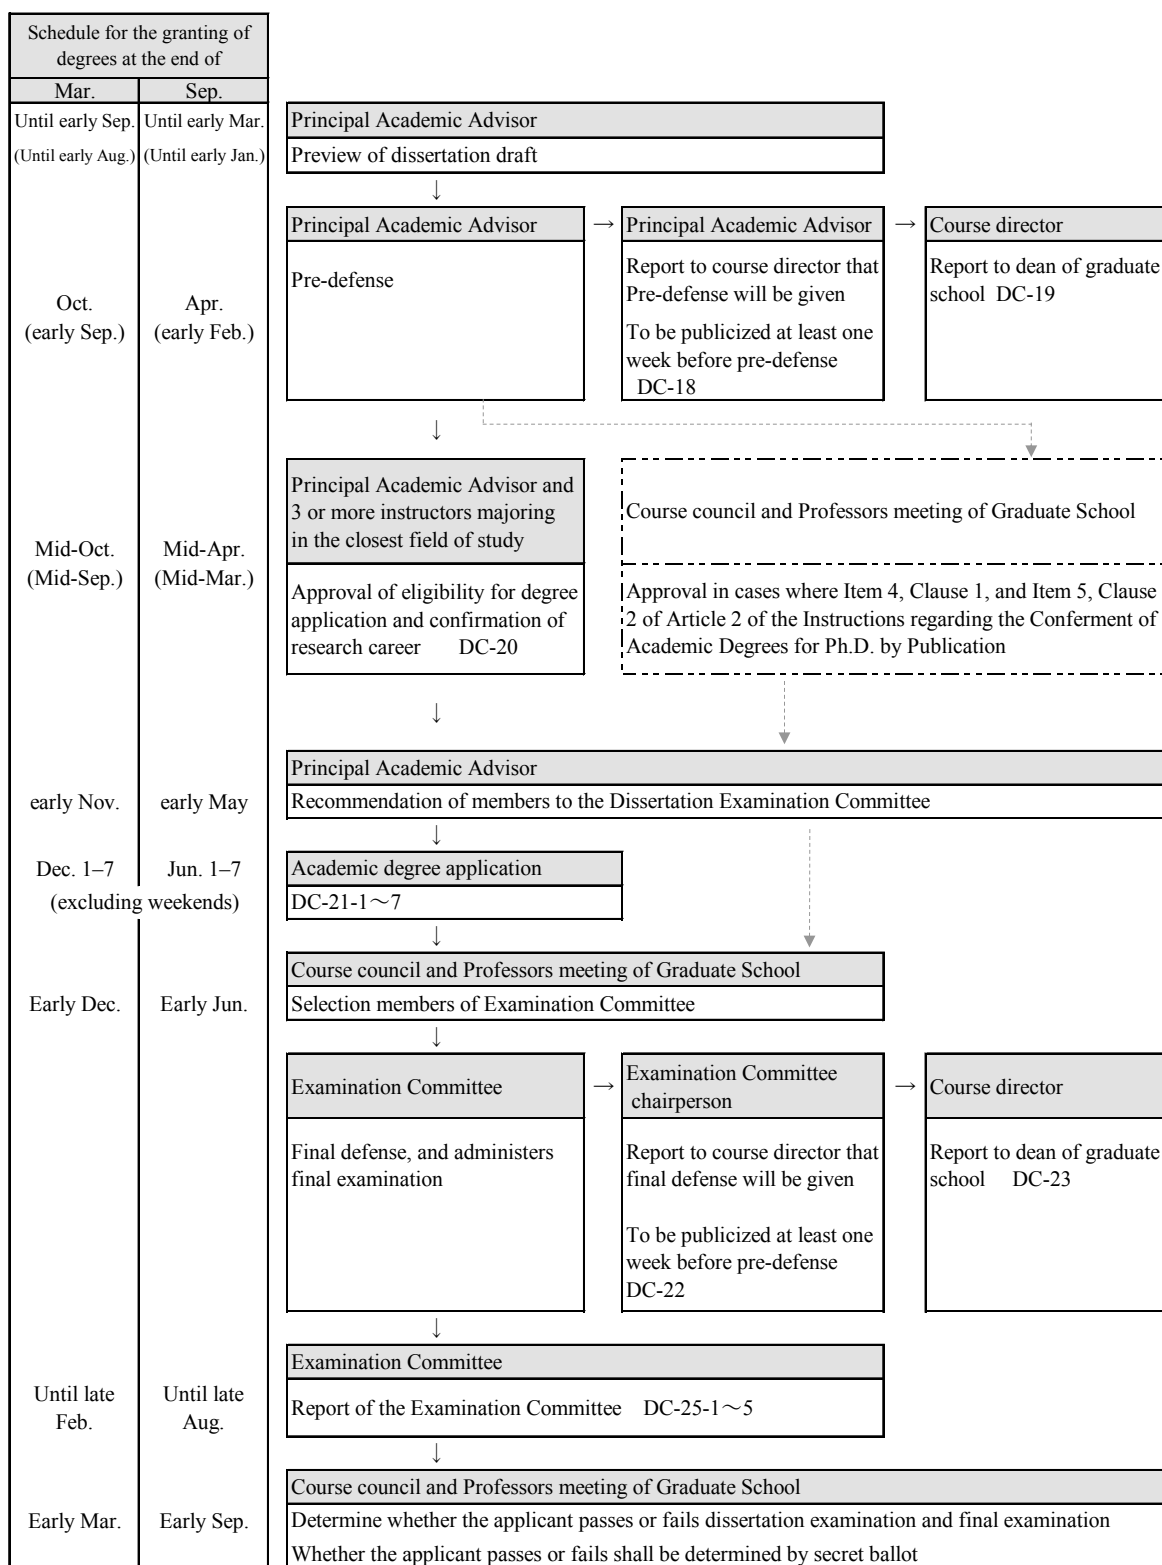 Schedule for the granting of
degrees at the end of
Mar.
Sep.
Until early Sep.
Until early Mar.
(Until early Aug.)
(Until early Jan.)
Principal Academic Advisor
Preview of dissertation draft
↓
Oct.
(early Sep.)
Apr.
(early Feb.)
Principal Academic Advisor
Pre-defense
→
Principal Academic Advisor
Report to course director that
Pre-defense will be given
To be publicized at least one
week before pre-defense
DC-18
→
Course director
Report to dean of graduate
school DC-19
↓
Mid-Oct.
(Mid-Sep.)
Mid-Apr.
(Mid-Mar.)
Principal Academic Advisor and
3 or more instructors majoring
in the closest field of study
Approval of eligibility for degree
application and confirmation of
research career DC-20
Course council and Professors meeting of Graduate School
Approval in cases where Item 4, Clause 1, and Item 5, Clause
2 of Article 2 of the Instructions regarding the Conferment of
Academic Degrees for Ph.D. by Publication
↓
early Nov.
early May
Principal Academic Advisor
Recommendation of members to the Dissertation Examination Committee
↓
Dec. 1–7
Jun. 1–7
(excluding weekends)
Academic degree application
DC-21-1～7
↓
Early Dec.
Early Jun.
Course council and Professors meeting of Graduate School
Selection members of Examination Committee
↓
Examination Committee
Final defense, and administers
final examination
→
Examination Committee
chairperson
Report to course director that
final defense will be given
To be publicized at least one
week before pre-defense
DC-22
→
Course director
Report to dean of graduate
school DC-23
↓
Until late
Feb.
Until late
Aug.
Examination Committee
Report of the Examination Committee DC-25-1～5
↓
Early Mar.
Early Sep.
Course council and Professors meeting of Graduate School
Determine whether the applicant passes or fails dissertation examination and final examination
Whether the applicant passes or fails shall be determined by secret ballot